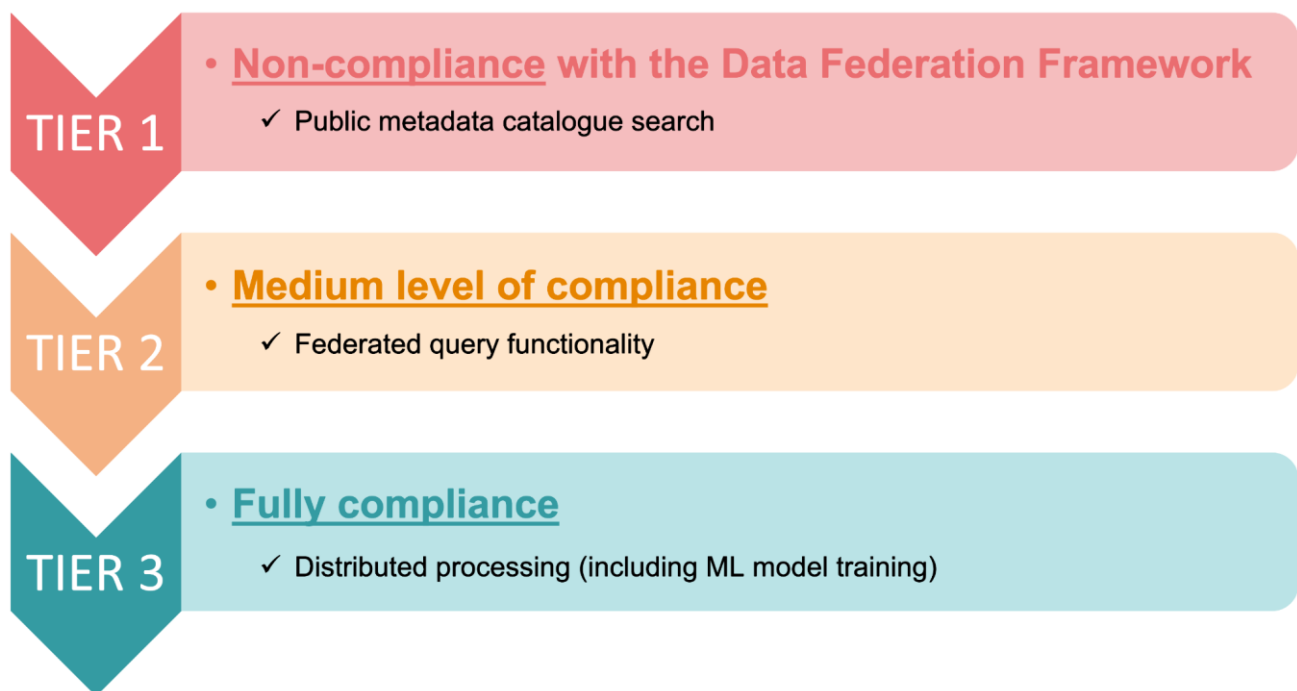 TIER 1
• Non-compliance with the Data Federation Framework
✓ Public metadata catalogue search
TIER 2
• Medium level of compliance
✓ Federated query functionality
TIER 3
• Fully compliance
✓ Distributed processing (including ML model training)